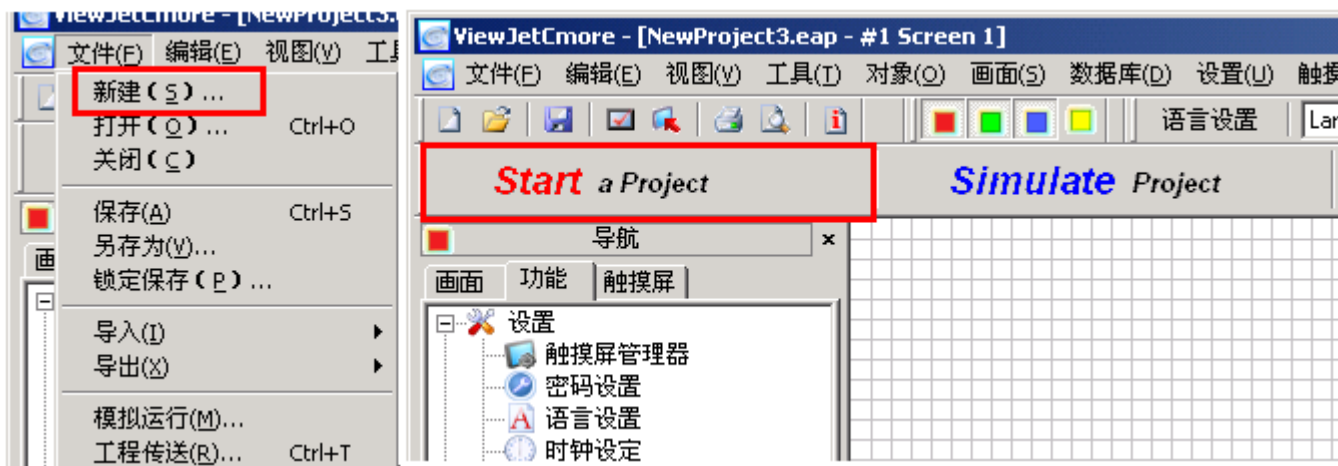 ViewJetCmore - [NewProject3.
文件(F) 编辑(E) 视图(V)
新建(S)...
打开(O)... Ctrl+O
关闭(C)
保存(A) Ctrl+S
另存为(V)...
锁定保存(P)...
导入(I)
导出(X)
模拟运行(M)...
工程传送(R)... Ctrl+T
ViewJetCmore - [NewProject3.eap - #1 Screen 1]
文件(F) 编辑(E) 视图(V) 工具(T) 对象(O) 画面(S) 数据库(D) 设置(U) 触摸
语言设置 Lan
Start a Project Simulate Project
导航
画面 功能 触摸屏
设置
触摸屏管理器
密码设置
语言设置
时钟设定